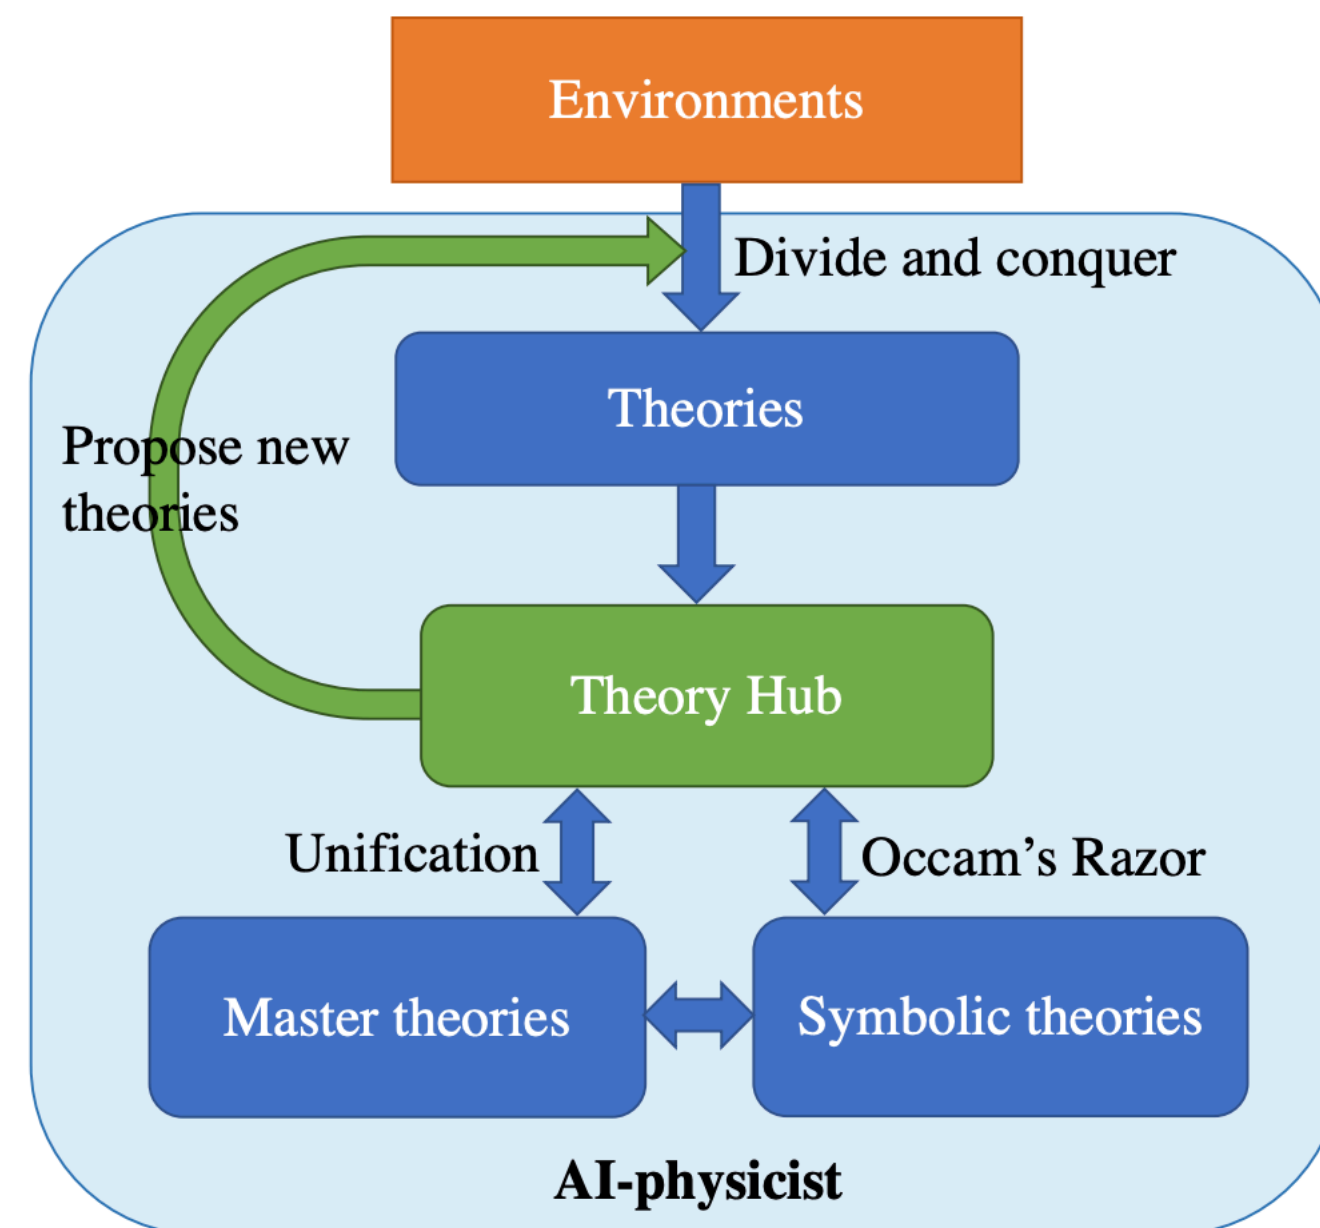 Environments
Divide and conquer
Theories
Propose new
theories
Theory Hub
Unification
Occam’s Razor
Master theories
Symbolic theories
AI-physicist